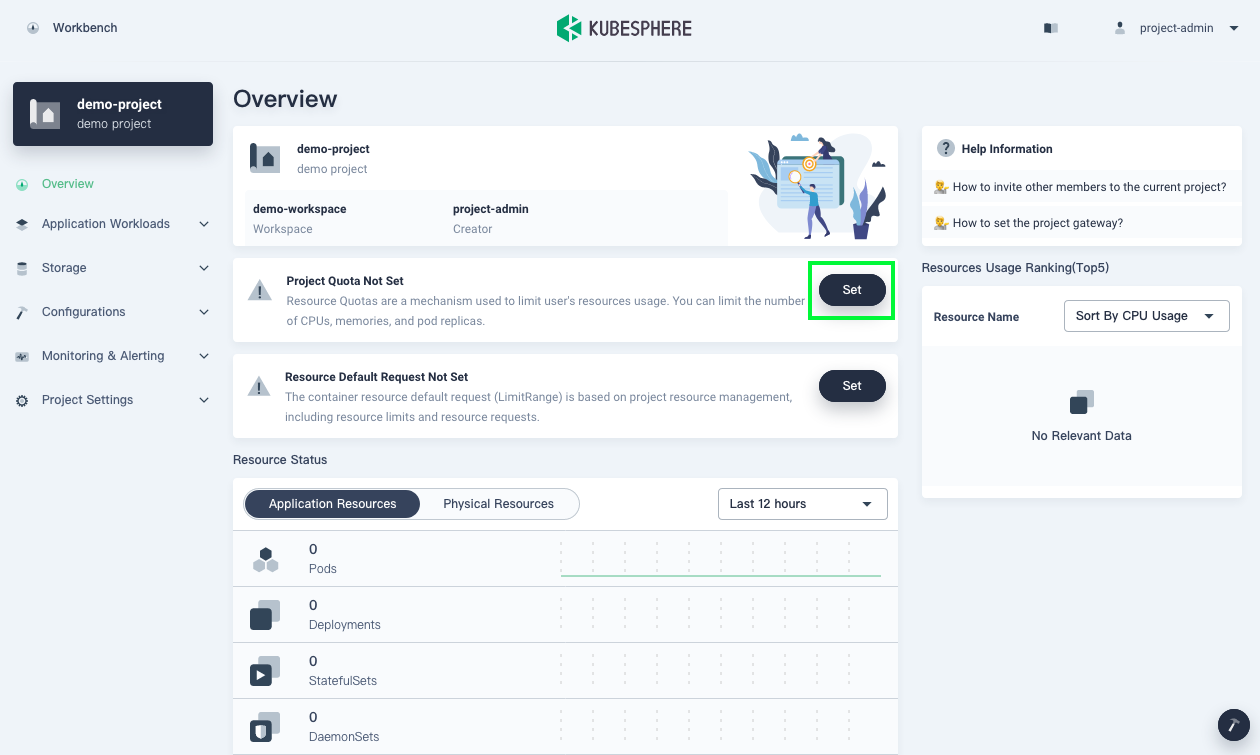 Workbench
KUBESPHERE
project-admin
demo-project
demo project
Overview
Application Workloads
Storage
Configurations
Monitoring & Alerting
Project Settings
Overview
demo-project
demo project
demo-workspace
Workspace
project-admin
Creator
Project Quota Not Set
Resource Quotas are a mechanism used to limit user's resources usage. You can limit the number
of CPUs, memories, and pod replicas.
Set
Resource Default Request Not Set
The container resource default request (LimitRange) is based on project resource management,
including resource limits and resource requests.
Set
Resource Status
Application Resources
Physical Resources
Last 12 hours
0
Pods
0
Deployments
0
StatefulSets
0
DaemonSets
? Help Information
How to invite other members to the current project?
How to set the project gateway?
Resources Usage Ranking(Top5)
Resource Name
Sort By CPU Usage
No Relevant Data